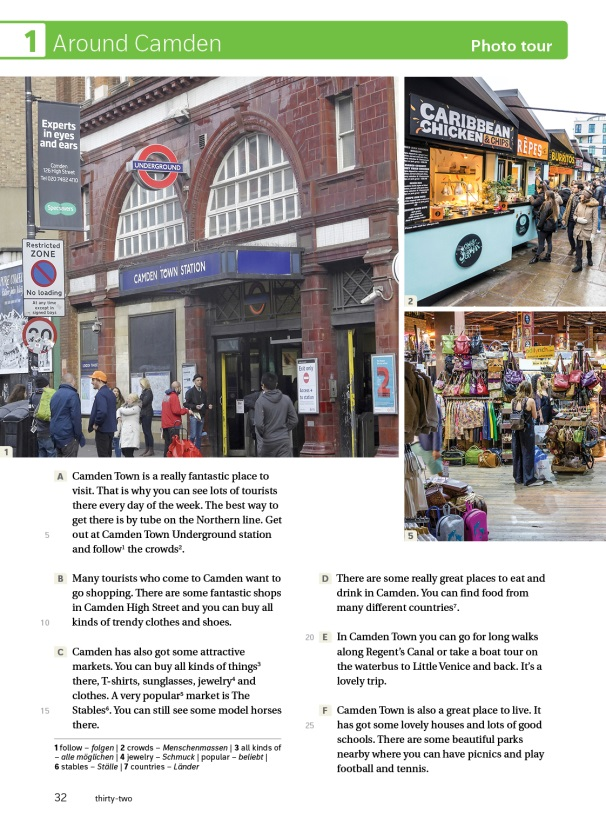 1 Around Camden
Photo tour
Experts
in eyes
and ears
Camden
Specsavers
Restricted
ZONE
No loading
At any time
except in
signed bays
UNDERGROUND
CAMDEN TOWN STATION
Exit only
2
1
CARIBBEAN
CHICKEN & CHIPS
CRÊPES
BURRITOS
2
5
A Camden Town is a really fantastic place to
visit. That is why you can see lots of tourists
there every day of the week. The best way to
get there is by tube on the Northern line. Get
5 out at Camden Town Underground station
and follow¹ the crowds².
B Many tourists who come to Camden want to
go shopping. There are some fantastic shops
in Camden High Street and you can buy all
10 kinds of trendy clothes and shoes.
C Camden has also got some attractive
markets. You can buy all kinds of things³
there, T-shirts, sunglasses, jewelry⁴ and
clothes. A very popular⁵ market is The
15 Stables⁶. You can still see some model horses
there.
1 follow – folgen | 2 crowds – Menschenmassen | 3 all kinds of
– alle möglichen | 4 jewelry – Schmuck | popular – beliebt |
6 stables – Ställe | 7 countries – Länder
D There are some really great places to eat and
drink in Camden. You can find food from
many different countries⁷.
20 E In Camden Town you can go for long walks
along Regent's Canal or take a boat tour on
the waterbus to Little Venice and back. It's a
lovely trip.
F Camden Town is also a great place to live. It
25 has got some lovely houses and lots of good
schools. There are some beautiful parks
nearby where you can have picnics and play
football and tennis.
32 thirty-two